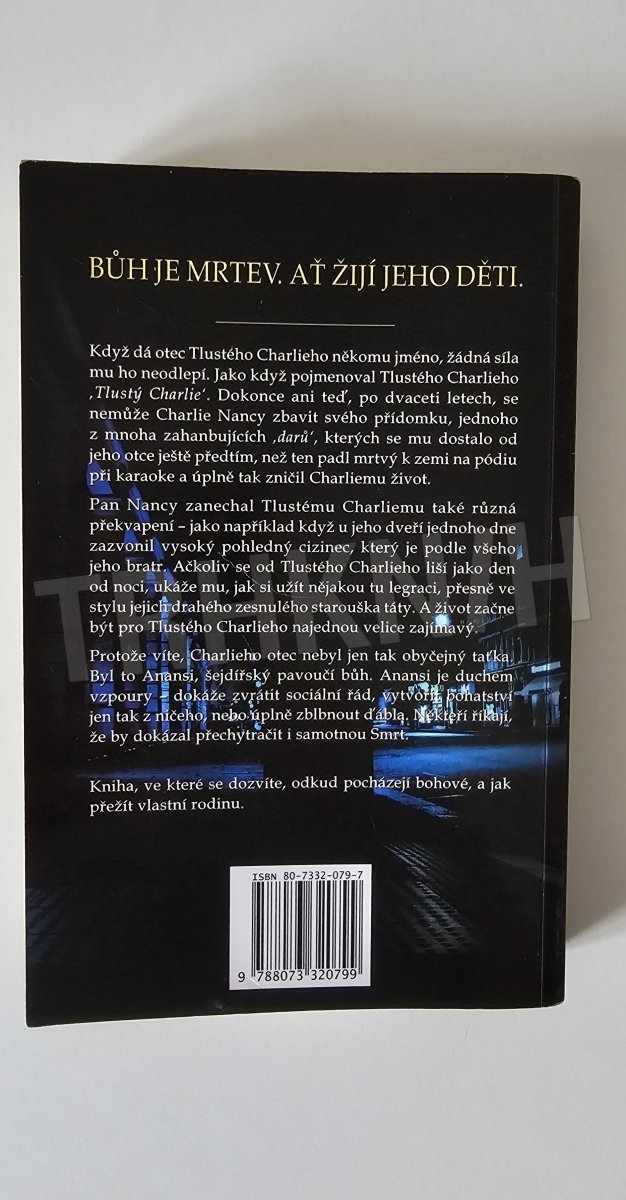 BŮH JE MRTEV. AŤ ŽIJÍ JEHO DĚTI.
Když dá otec Tlustého Charlieho někomu jméno, žádná síla
mu ho neodlepí. Jako když pojmenoval Tlustého Charlieho
‚Tlustý Charlie‘. Dokonce ani teď, po dvaceti letech, se
nemůže Charlie Nancy zbavit svého přídomku, jednoho
z mnoha zahanbujících ‚darů‘, kterých se mu dostalo od
jeho otce ještě předtím, než ten padl mrtvý k zemi na pódiu
při karaoke a úplně tak zničil Charliemu život.
Pan Nancy zanechal Tlustému Charliemu také různá
překvapení – jako například když u jeho dveří jednoho dne
zazvonil vysoký pohledný cizinec, který je podle všeho
jeho bratr. Ačkoliv se od Tlustého Charlieho liší jako den
od noci, ukáže mu, jak si užít nějakou tu legraci, přesně ve
stylu jejich drahého zesnulého starouška táty. A život začne
být pro Tlustého Charlieho najednou velice zajímavý.
Protože víte, Charlieho otec nebyl jen tak obyčejný taťka.
Byl to Anansi, šejdířský pavoučí bůh. Anansi je duchem
vzpoury – dokáže zvrátit sociální řád, vytvořit bohatství
jen tak z ničeho, nebo úplně zblbnout ďábla. Někteří říkají,
že by dokázal přechytračit i samotnou Smrt.
Kniha, ve které se dozvíte, odkud pocházejí bohové, a jak
přežít vlastní rodinu.
ISBN 80-7332-079-7
9 788073 320799